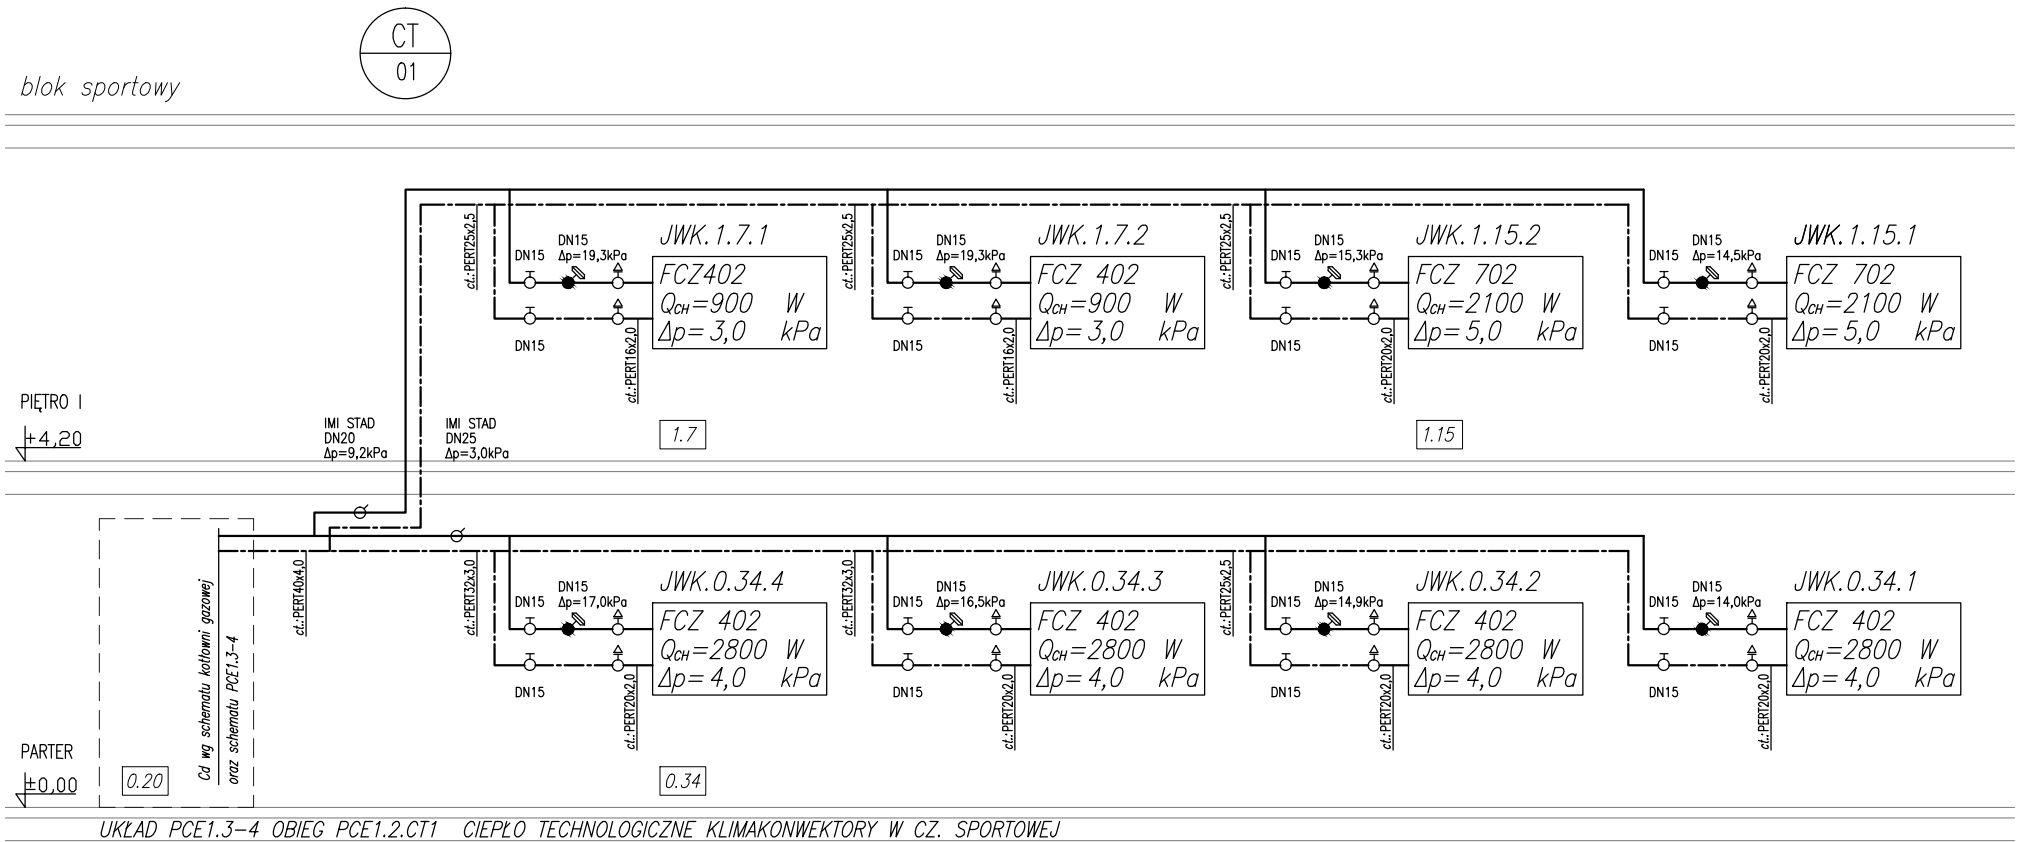 CT
01
blok sportowy
ct.:PERT25x2,5
DN15
DN15
Δp=19,3kPa
JWK.1.7.1
FCZ402
QCH=900 W
Δp= 3,0 kPa
DN15
ct.:PERT16x2,0
ct.:PERT25x2,5
DN15
DN15
Δp=19,3kPa
JWK.1.7.2
FCZ 402
QCH=900 W
Δp= 3,0 kPa
DN15
ct.:PERT16x2,0
ct.:PERT25x2,5
DN15
DN15
Δp=15,3kPa
JWK.1.15.2
FCZ 702
QCH=2100 W
Δp= 5,0 kPa
DN15
ct.:PERT20x2,0
DN15
DN15
Δp=14,5kPa
JWK.1.15.1
FCZ 702
QCH=2100 W
Δp= 5,0 kPa
DN15
ct.:PERT20x2,0
PIĘTRO I
+4,20
IMI STAD
DN20
Δp=9,2kPa
IMI STAD
DN25
Δp=3,0kPa
1.7
1.15
Cd wg schematu kotłowni gazowej
oraz schematu PCE1.3-4
ct.:PERT40x4,0
ct.:PERT32x3,0
DN15
DN15
Δp=17,0kPa
JWK.0.34.4
FCZ 402
QCH=2800 W
Δp= 4,0 kPa
DN15
ct.:PERT20x2,0
ct.:PERT32x3,0
DN15
DN15
Δp=16,5kPa
JWK.0.34.3
FCZ 402
QCH=2800 W
Δp= 4,0 kPa
DN15
ct.:PERT20x2,0
ct.:PERT25x2,5
DN15
DN15
Δp=14,9kPa
JWK.0.34.2
FCZ 402
QCH=2800 W
Δp= 4,0 kPa
DN15
ct.:PERT20x2,0
DN15
DN15
Δp=14,0kPa
JWK.0.34.1
FCZ 402
QCH=2800 W
Δp= 4,0 kPa
DN15
ct.:PERT20x2,0
PARTER
±0,00
0.20
0.34
UKŁAD PCE1.3-4 OBIEG PCE1.2.CT1 CIEPŁO TECHNOLOGICZNE KLIMAKONWEKTORY W CZ. SPORTOWEJ